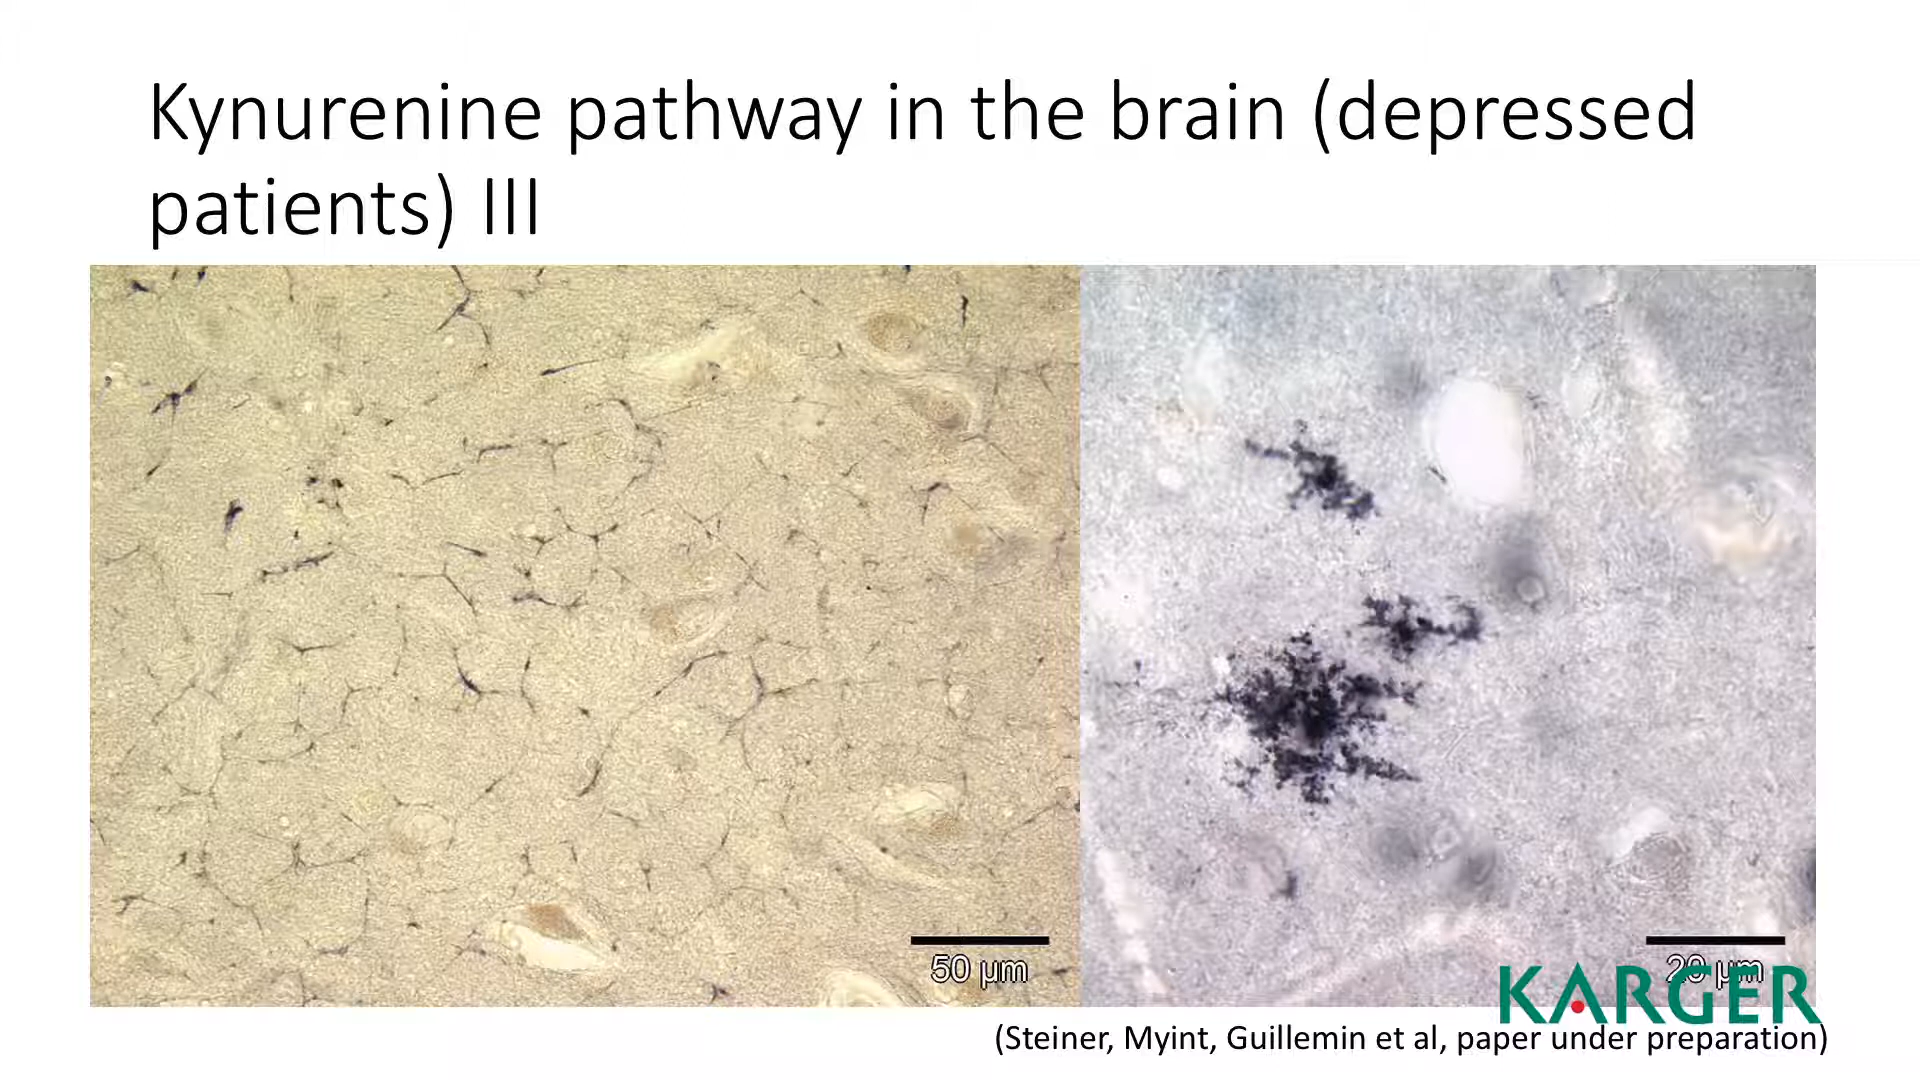 Kynurenine pathway in the brain (depressed
patients) III
50 µm
20 µm
KARGER
(Steiner, Myint, Guillemin et al, paper under preparation)